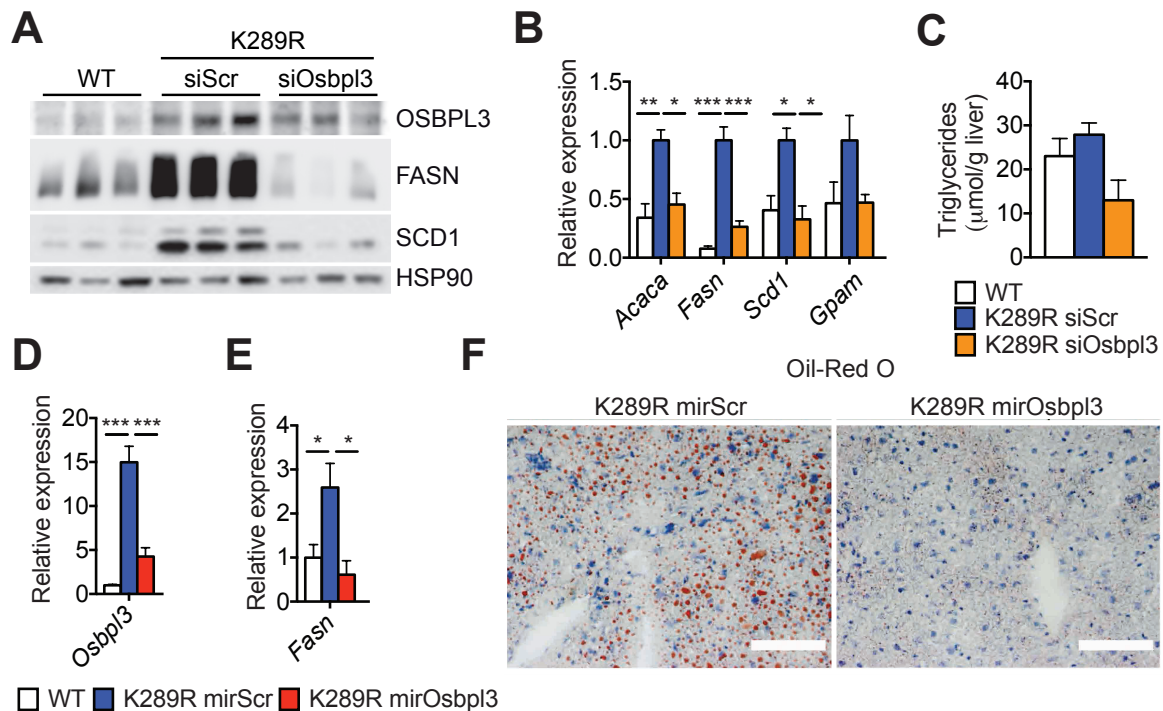 A
K289R
WT siScr siOsbpl3
OSBPL3
FASN
SCD1
HSP90
B
Relative expression
1.5
1.0
0.5
0.0
** * *** *** * *
Acaca Fasn Scd1 Gpam
C
Triglycerides
(μmol/g liver)
40
30
20
10
0
WT
K289R siScr
K289R siOsbpl3
D
Relative expression
20
15
10
5
0
*** ***
Osbpl3
E
Relative expression
4
3
2
1
0
* *
Fasn
WT K289R mirScr K289R mirOsbpl3
F
Oil-Red O
K289R mirScr K289R mirOsbpl3